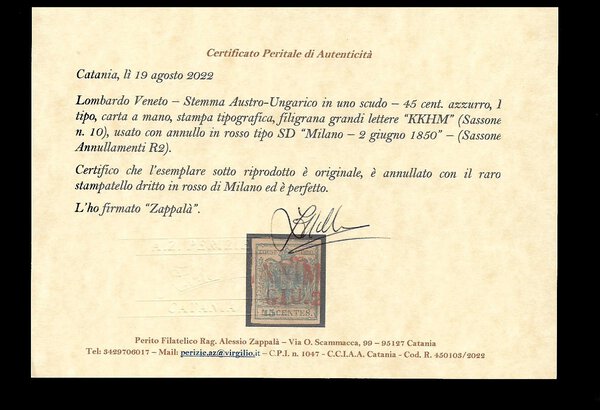 Certificato Peritale di Autenticità
Catania, lì 19 agosto 2022
Lombardo Veneto – Stemma Austro-Ungarico in uno scudo – 45 cent. azzurro, I
tipo, carta a mano, stampa tipografica, filigrana grandi lettere “KKHM” (Sassone
n. 10), usato con annullo in rosso tipo SD “Milano – 2 giugno 1850” – (Sassone
Annullamenti R2).
Certifico che l’esemplare sotto riprodotto è originale, è annullato con il raro
stampatello dritto in rosso di Milano ed è perfetto.
L’ho firmato “Zappalà”.
CATANIA
GIU.
45 CENTES.
Perito Filatelico Rag. Alessio Zappalà – Via O. Scammacca, 99 – 95127 Catania
Tel: 3429706017 – Mail: perizie.az@virgilio.it – C.P.I. n. 1047 - C.C.I.A.A. Catania - Cod. R. 450103/2022